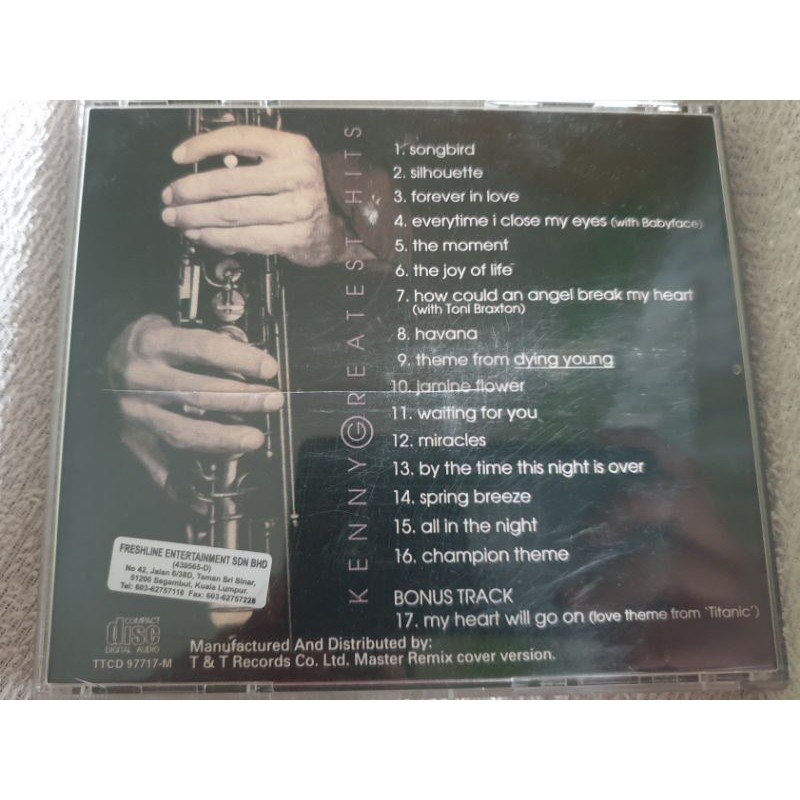 KENNY G GREATEST HITS
1. songbird
2. silhouette
3. forever in love
4. everytime i close my eyes (with Babyface)
5. the moment
6. the joy of life
7. how could an angel break my heart
(with Toni Braxton)
8. havana
9. theme from dying young
10. jamine flower
11. waiting for you
12. miracles
13. by the time this night is over
14. spring breeze
15. all in the night
16. champion theme
BONUS TRACK
17. my heart will go on (love theme from 'Titanic')
FRESHLINE ENTERTAINMENT SDN BHD
(439565-D)
No 42, Jalan 6/38D, Taman Sri Sinar,
51200 Segambut, Kuala Lumpur.
Tel: 603-62757118 Fax: 603-62757228
COMPACT
disc
DIGITAL AUDIO
TTCD 97717-M
Manufactured And Distributed by:
T & T Records Co. Ltd. Master Remix cover version.